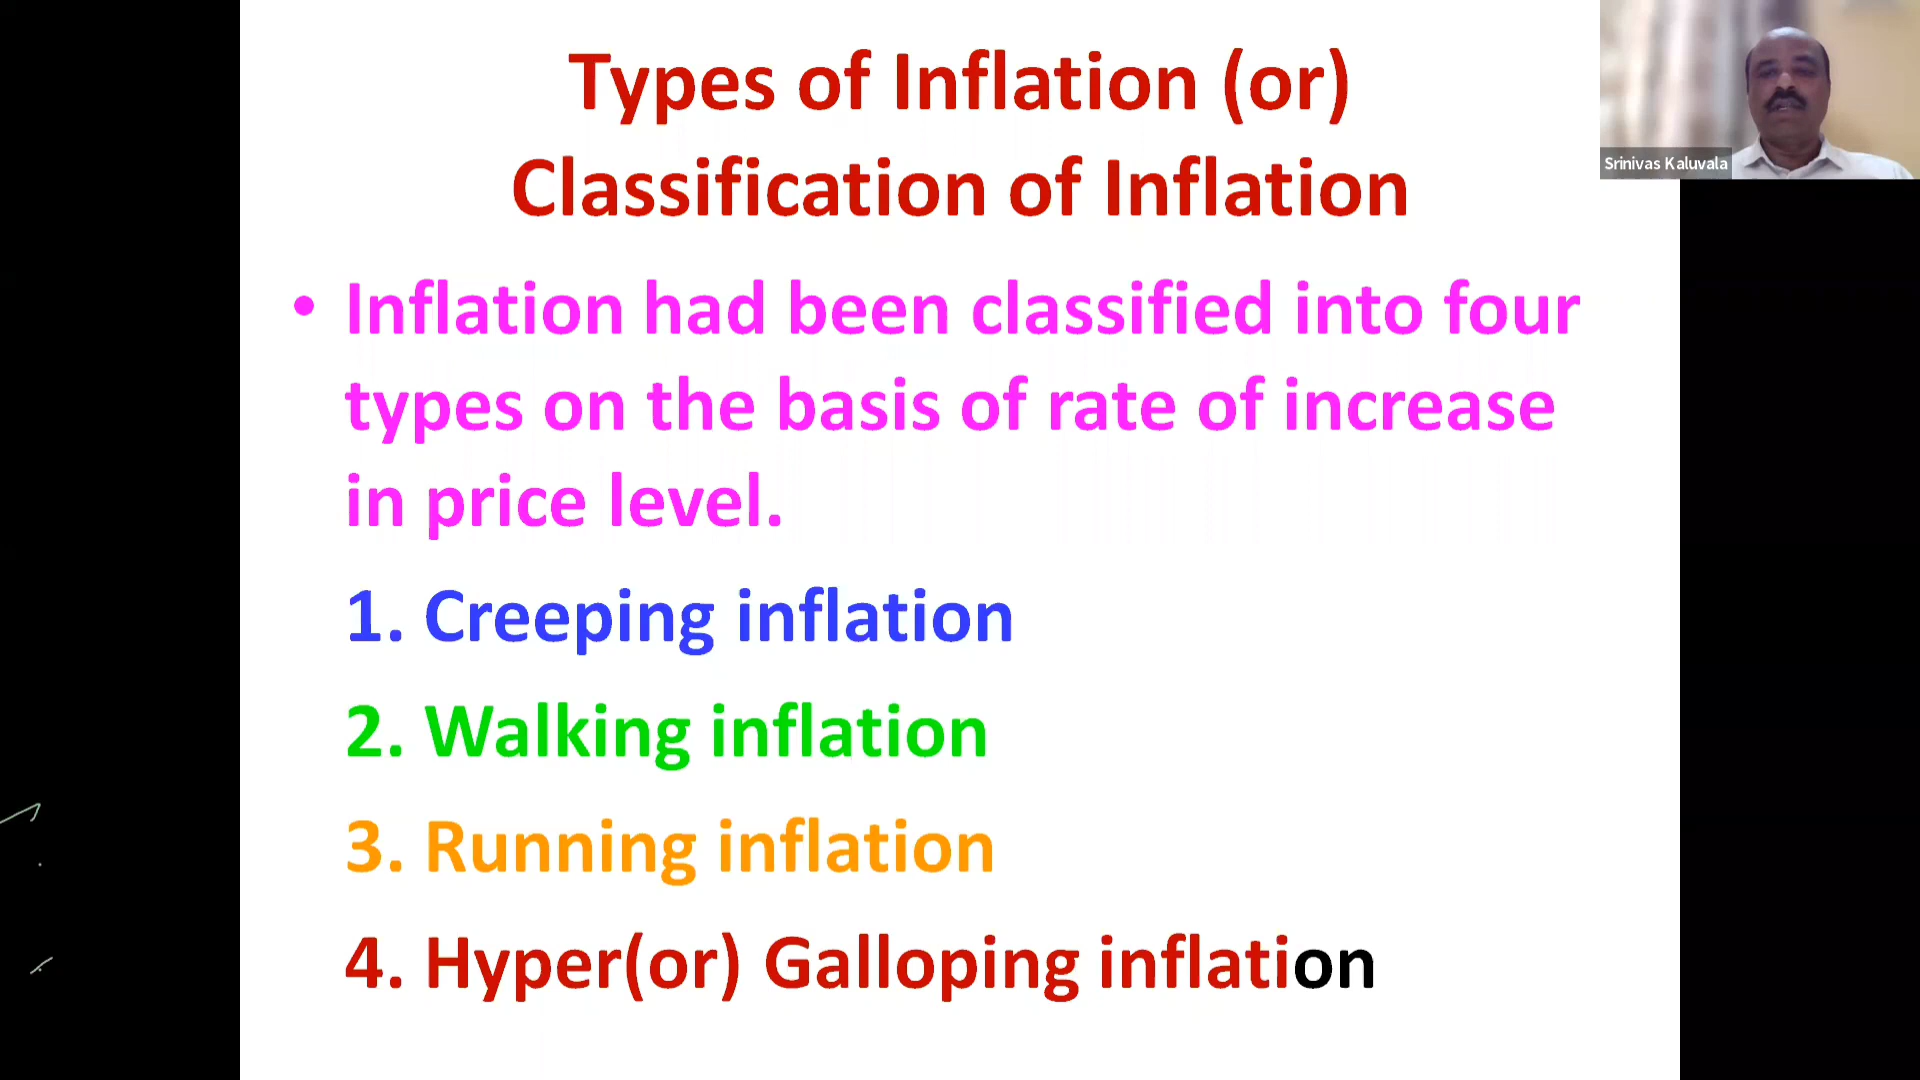 Types of Inflation (or)
Classification of Inflation
• Inflation had been classified into four
types on the basis of rate of increase
in price level.
1. Creeping inflation
2. Walking inflation
3. Running inflation
4. Hyper(or) Galloping inflation
Srinivas Kaluvala